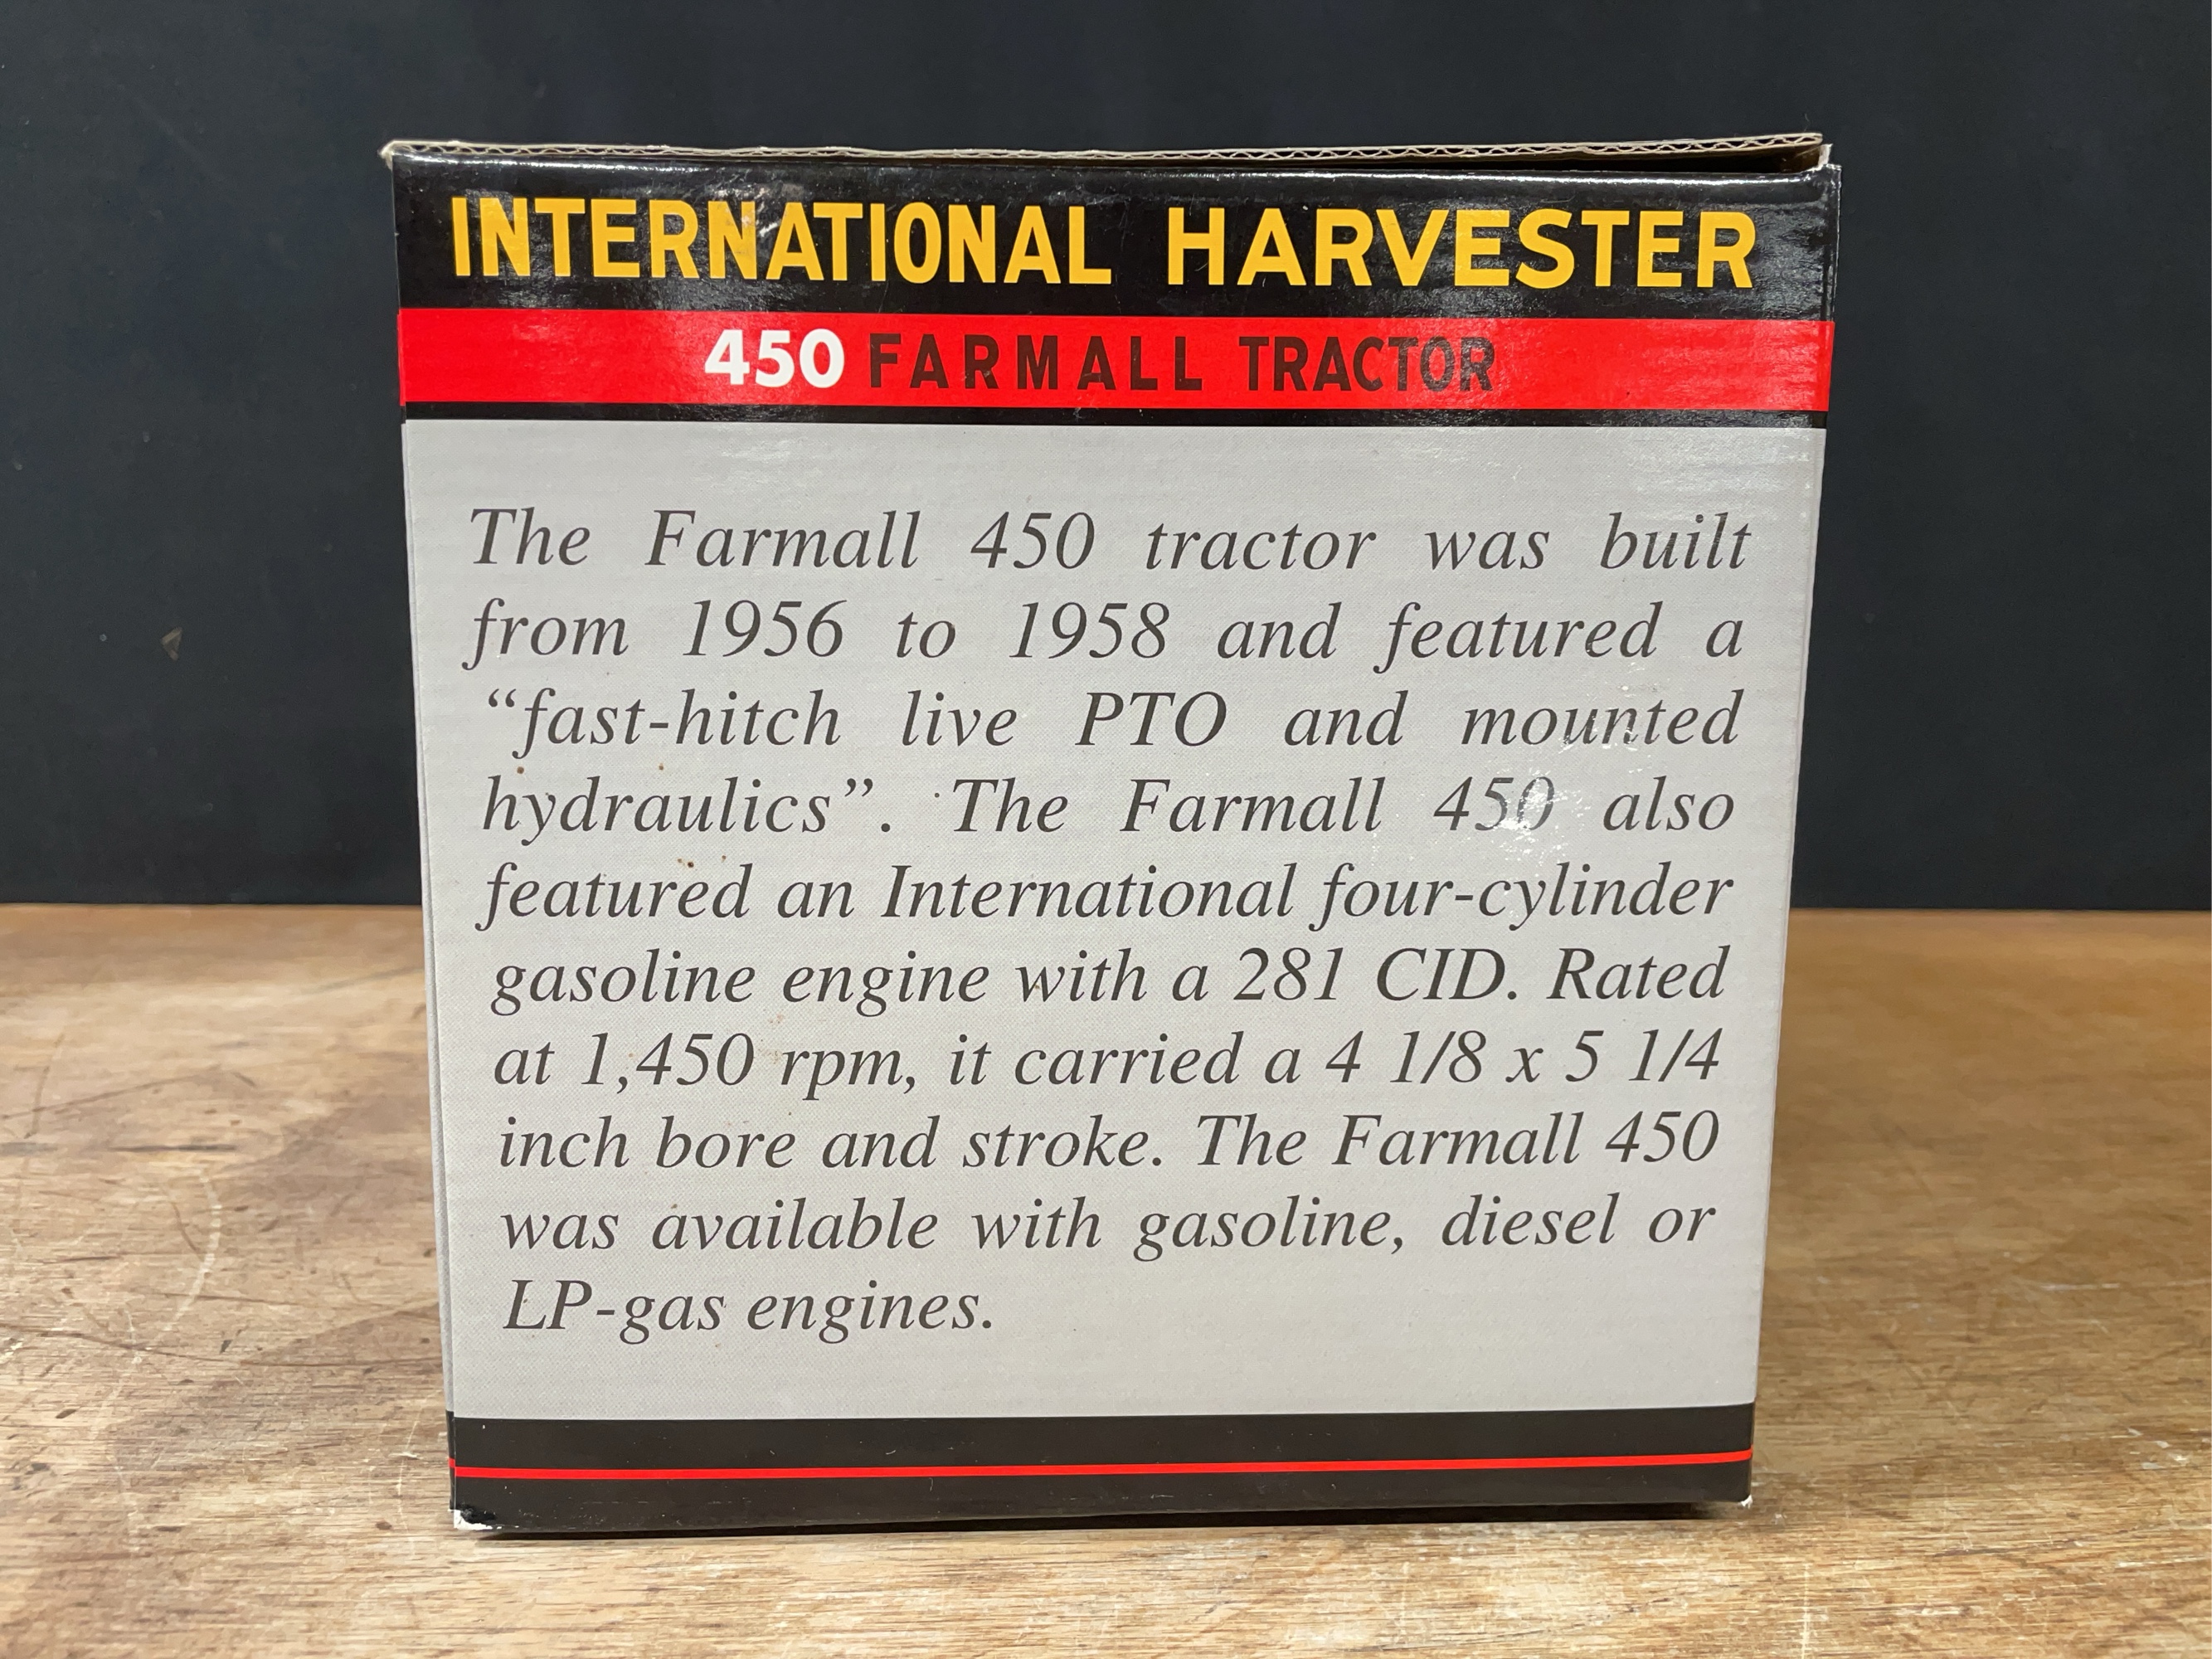 INTERNATIONAL HARVESTER
450 FARMALL TRACTOR
The Farmall 450 tractor was built
from 1956 to 1958 and featured a
“fast-hitch live PTO and mounted
hydraulics”. The Farmall 450 also
featured an International four-cylinder
gasoline engine with a 281 CID. Rated
at 1,450 rpm, it carried a 4 1/8 x 5 1/4
inch bore and stroke. The Farmall 450
was available with gasoline, diesel or
LP-gas engines.